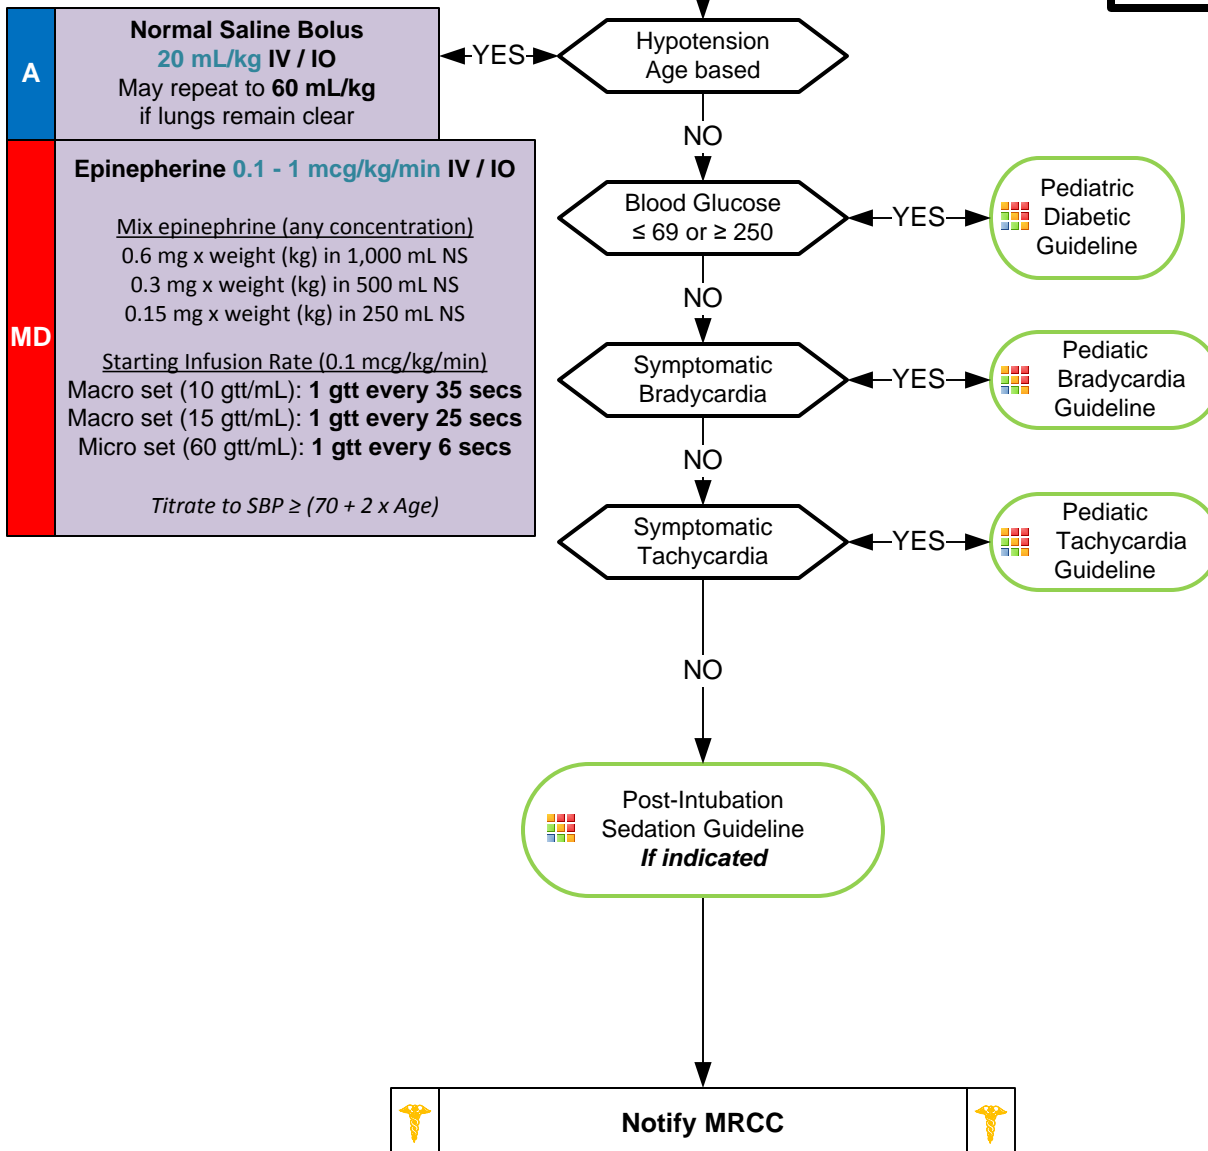 A
Normal Saline Bolus
20 mL/kg IV / IO
May repeat to 60 mL/kg
if lungs remain clear
MD
Epinepherine 0.1 - 1 mcg/kg/min IV / IO
Mix epinephrine (any concentration)
0.6 mg x weight (kg) in 1,000 mL NS
0.3 mg x weight (kg) in 500 mL NS
0.15 mg x weight (kg) in 250 mL NS
Starting Infusion Rate (0.1 mcg/kg/min)
Macro set (10 gtt/mL): 1 gtt every 35 secs
Macro set (15 gtt/mL): 1 gtt every 25 secs
Micro set (60 gtt/mL): 1 gtt every 6 secs
Titrate to SBP ≥ (70 + 2 x Age)
YES
Hypotension
Age based
NO
Blood Glucose
≤ 69 or ≥ 250
YES
Pediatric
Diabetic
Guideline
NO
Symptomatic
Bradycardia
YES
Pediatic
Bradycardia
Guideline
NO
Symptomatic
Tachycardia
YES
Pediatic
Tachycardia
Guideline
NO
Post-Intubation
Sedation Guideline
If indicated
Notify MRCC